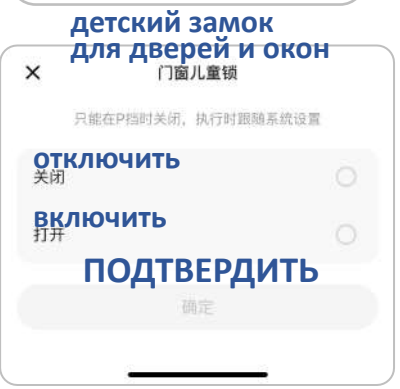 детский замок
для дверей и окон
× 门窗儿童锁
只能在P挡时关闭，执行时跟随系统设置
отключить
关闭
включить
打开
ПОДТВЕРДИТЬ
确定